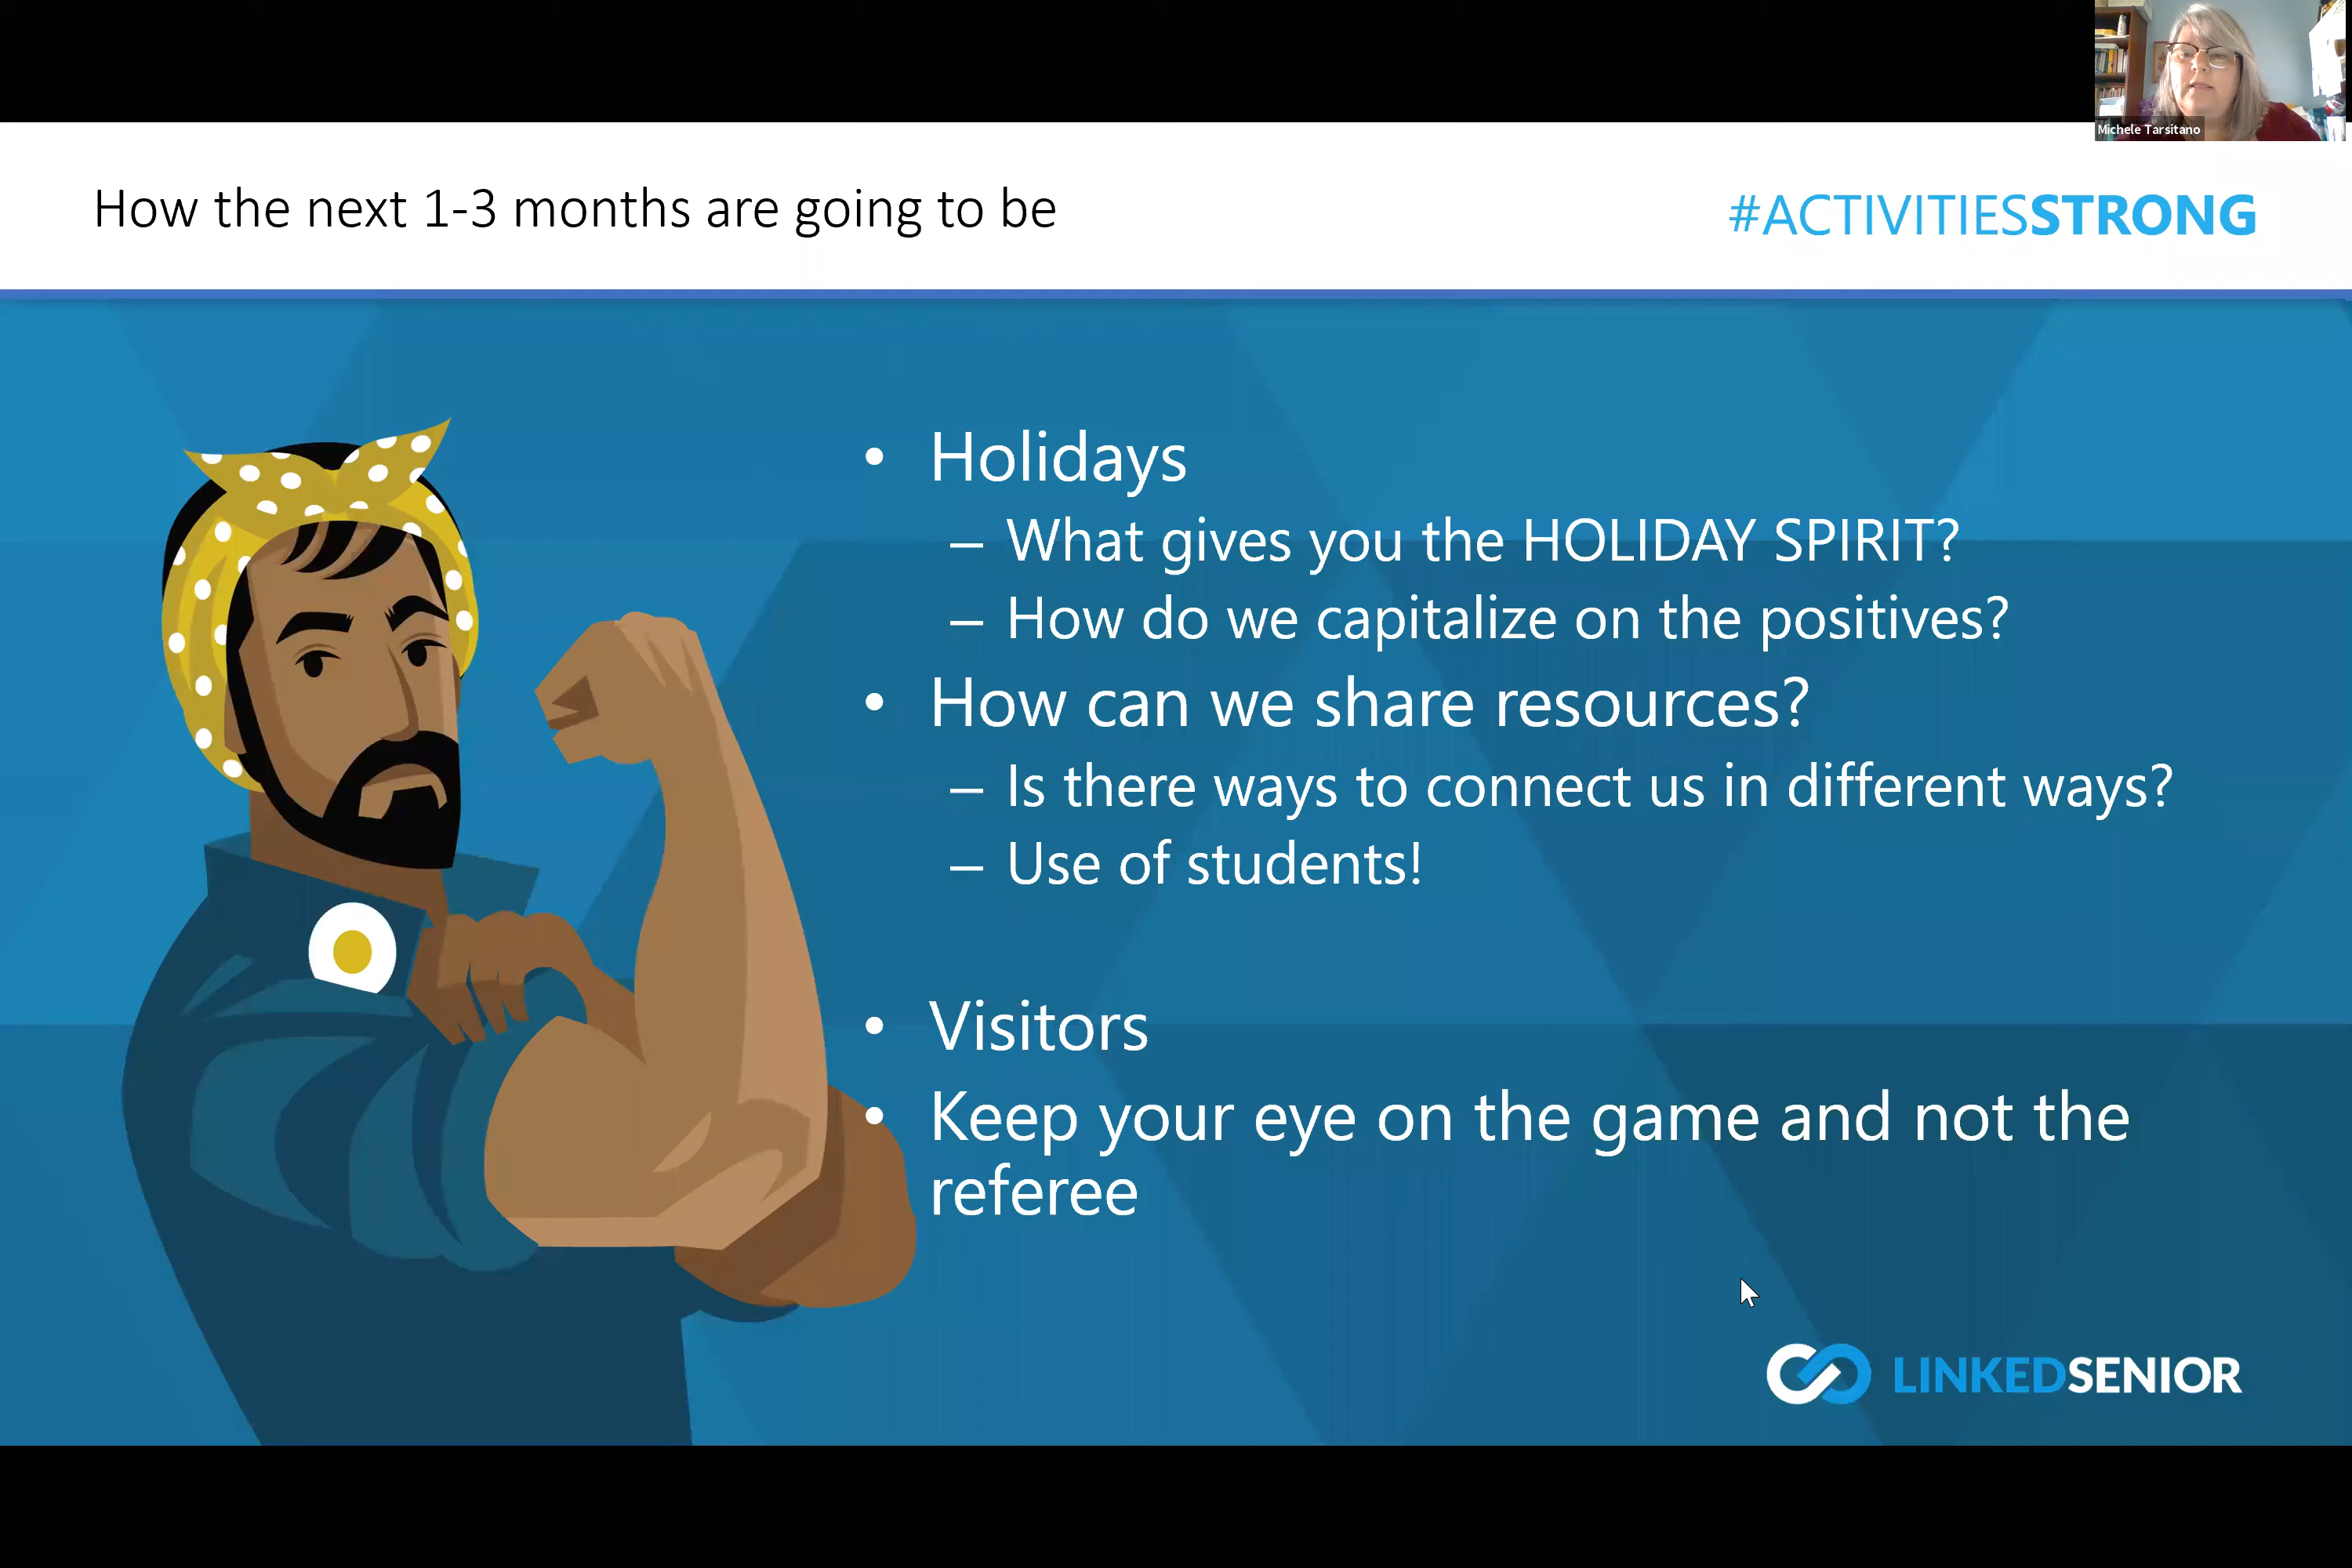 Michele Tarsitano
How the next 1-3 months are going to be
#ACTIVITIESSTRONG
• Holidays
– What gives you the HOLIDAY SPIRIT?
– How do we capitalize on the positives?
• How can we share resources?
– Is there ways to connect us in different ways?
– Use of students!
• Visitors
• Keep your eye on the game and not the
referee
LINKEDSENIOR